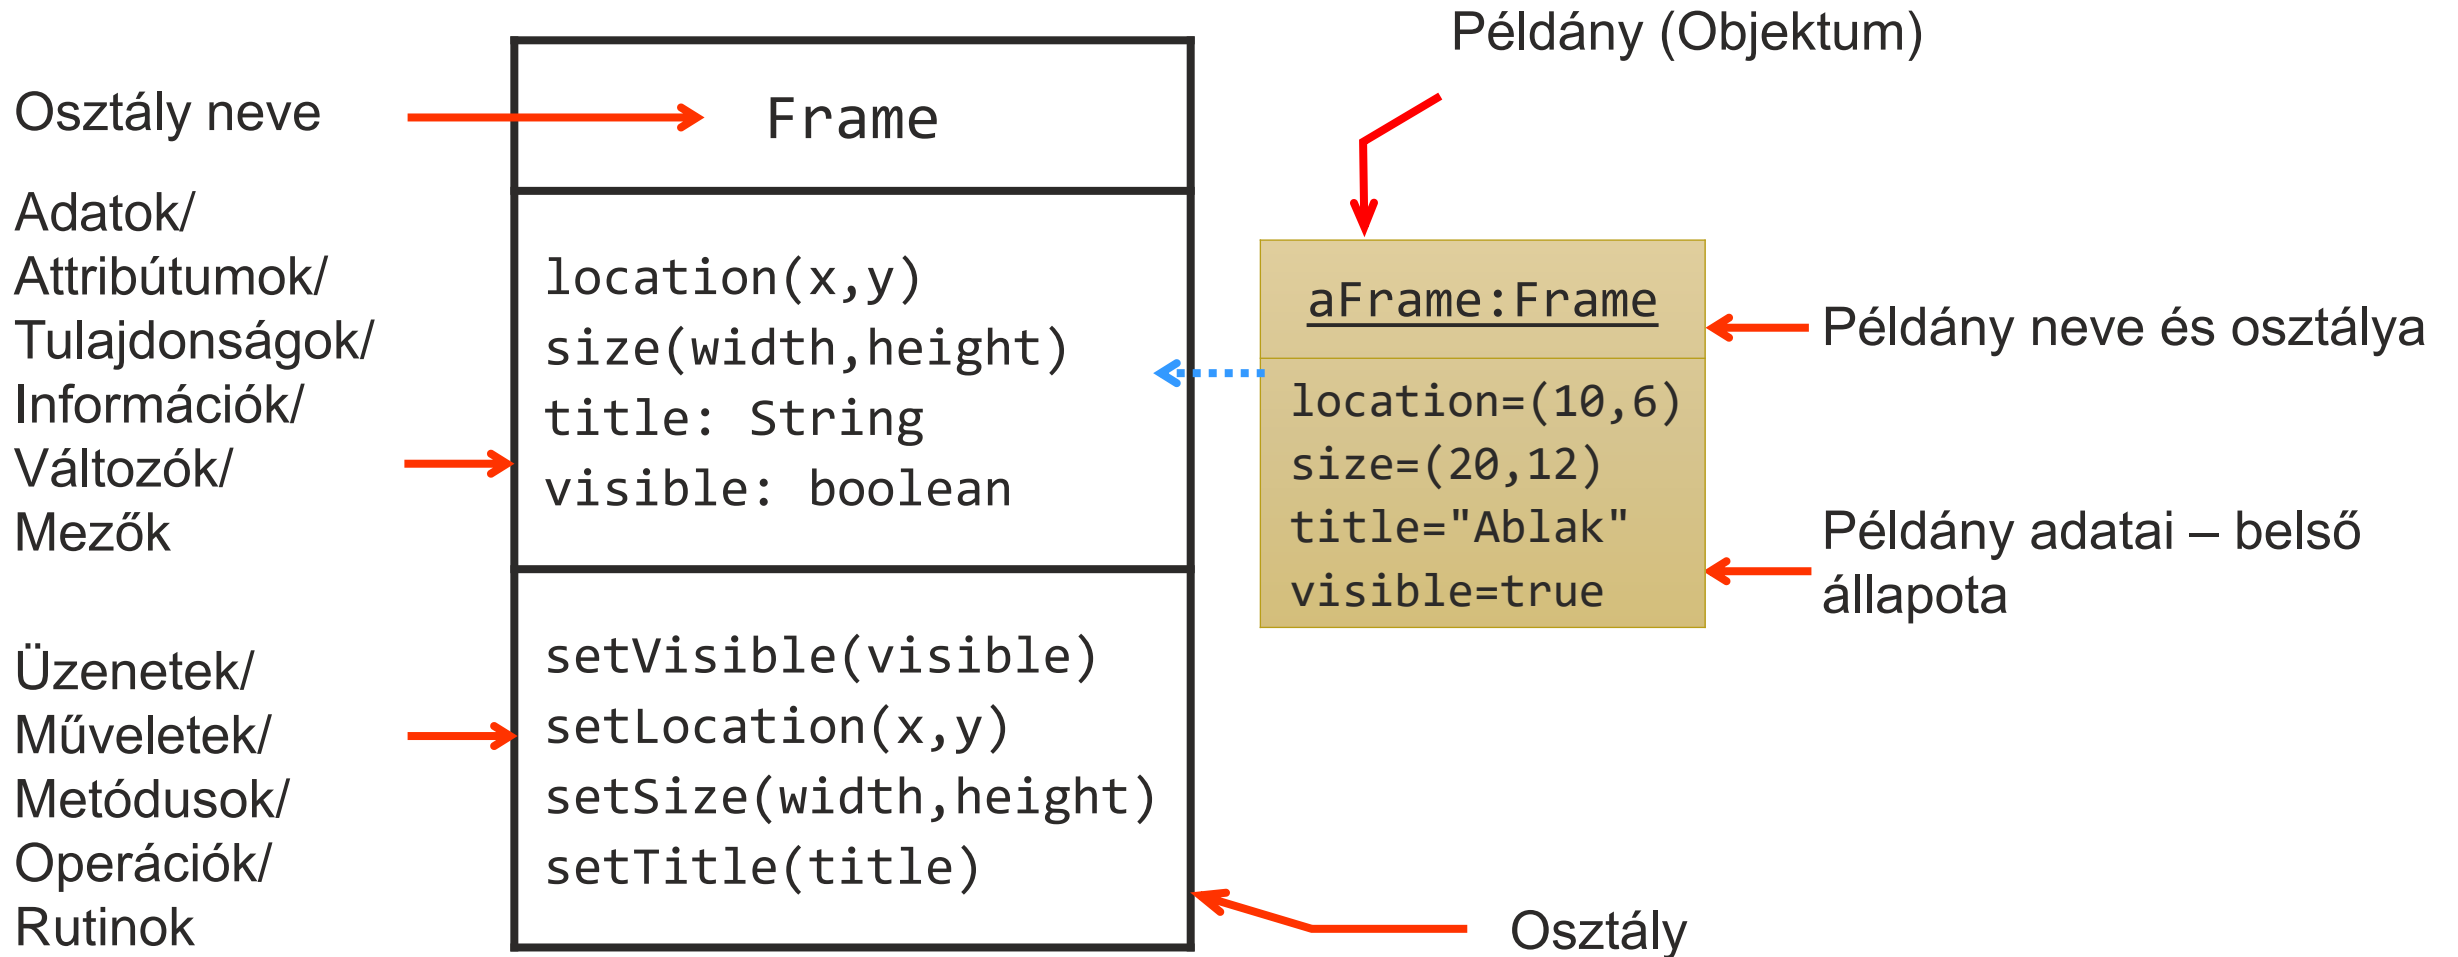 Példány (Objektum)
Osztály neve
Frame
Adatok/
Attribútumok/
Tulajdonságok/
Információk/
Változók/
Mezők
location(x,y)
size(width,height)
title: String
visible: boolean
aFrame:Frame
Példány neve és osztálya
location=(10,6)
size=(20,12)
title="Ablak"
visible=true
Példány adatai – belső
állapota
Üzenetek/
Műveletek/
Metódusok/
Operációk/
Rutinok
setVisible(visible)
setLocation(x,y)
setSize(width,height)
setTitle(title)
Osztály